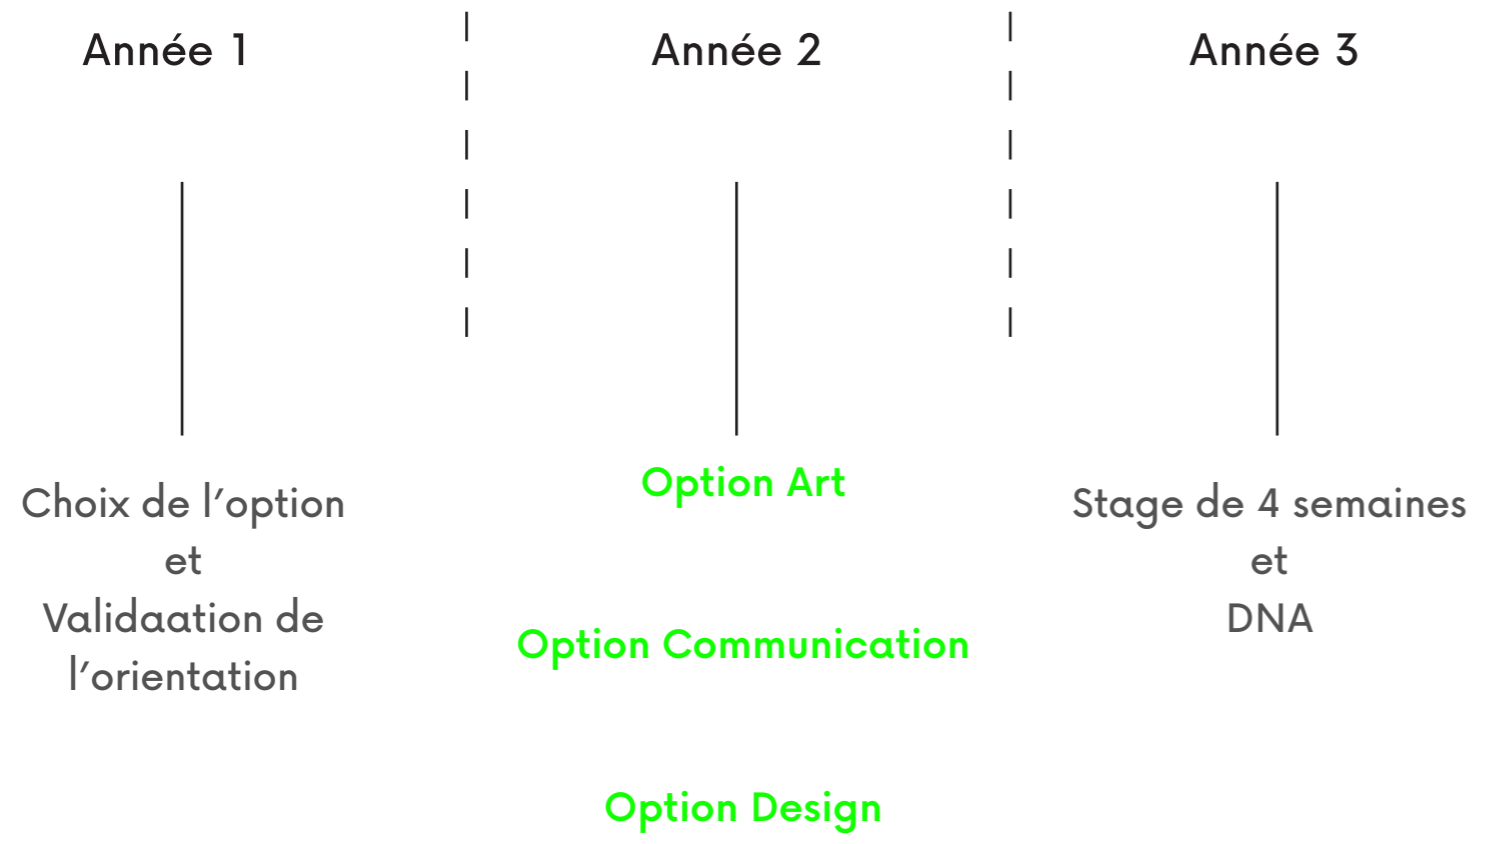 Année 1
Année 2
Année 3
Choix de l’option
et
Validaation de
l’orientation
Option Art
Option Communication
Option Design
Stage de 4 semaines
et
DNA